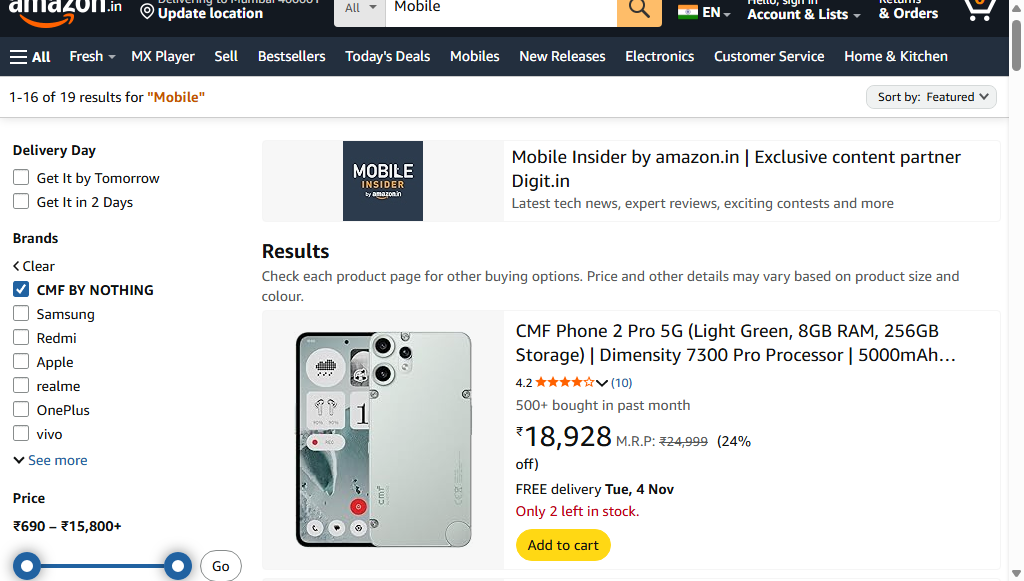 amazon.in
Delivering to Mumbai 400001
Update location
All
Mobile
EN
Hello, sign in
Account & Lists
Returns
& Orders
0
All
Fresh
MX Player
Sell
Bestsellers
Today's Deals
Mobiles
New Releases
Electronics
Customer Service
Home & Kitchen
1-16 of 19 results for "Mobile"
Sort by: Featured
Delivery Day
Get It by Tomorrow
Get It in 2 Days
Brands
Clear
CMF BY NOTHING
Samsung
Redmi
Apple
realme
OnePlus
vivo
See more
Price
₹690 – ₹15,800+
Go
MOBILE
INSIDER
by amazon.in
Mobile Insider by amazon.in | Exclusive content partner
Digit.in
Latest tech news, expert reviews, exciting contests and more
Results
Check each product page for other buying options. Price and other details may vary based on product size and
colour.
1
REC
cmf
CMF Phone 2 Pro 5G (Light Green, 8GB RAM, 256GB
Storage) | Dimensity 7300 Pro Processor | 5000mAh…
4.2 (10)
500+ bought in past month
₹18,928 M.R.P: ₹24,999 (24%
off)
FREE delivery Tue, 4 Nov
Only 2 left in stock.
Add to cart